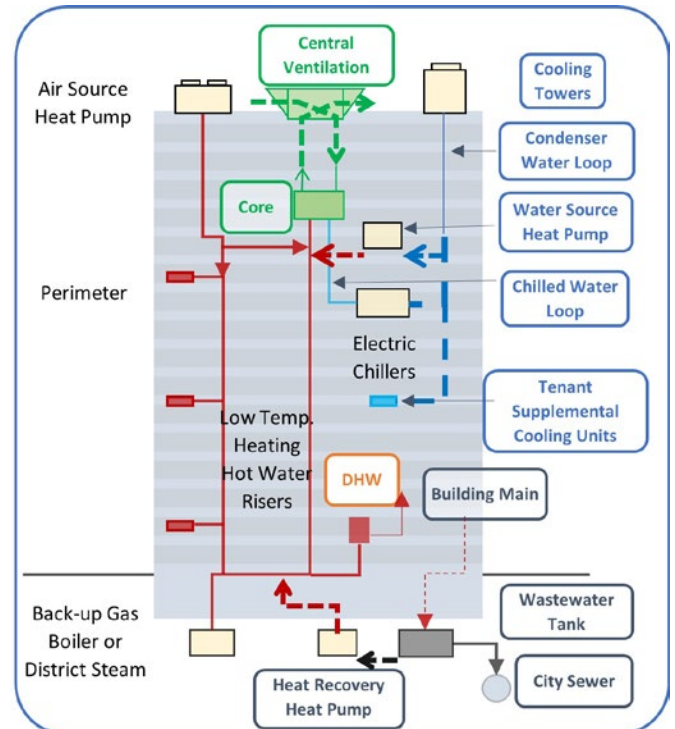 Central
Ventilation
Air Source
Heat Pump
Cooling
Towers
Condenser
Water Loop
Core
Water Source
Heat Pump
Perimeter
Chilled Water
Loop
Electric
Chillers
Tenant
Supplemental
Cooling Units
Low Temp.
Heating
Hot Water
Risers
DHW
Building Main
Back-up Gas
Boiler or
District Steam
Wastewater
Tank
Heat Recovery
Heat Pump
City Sewer